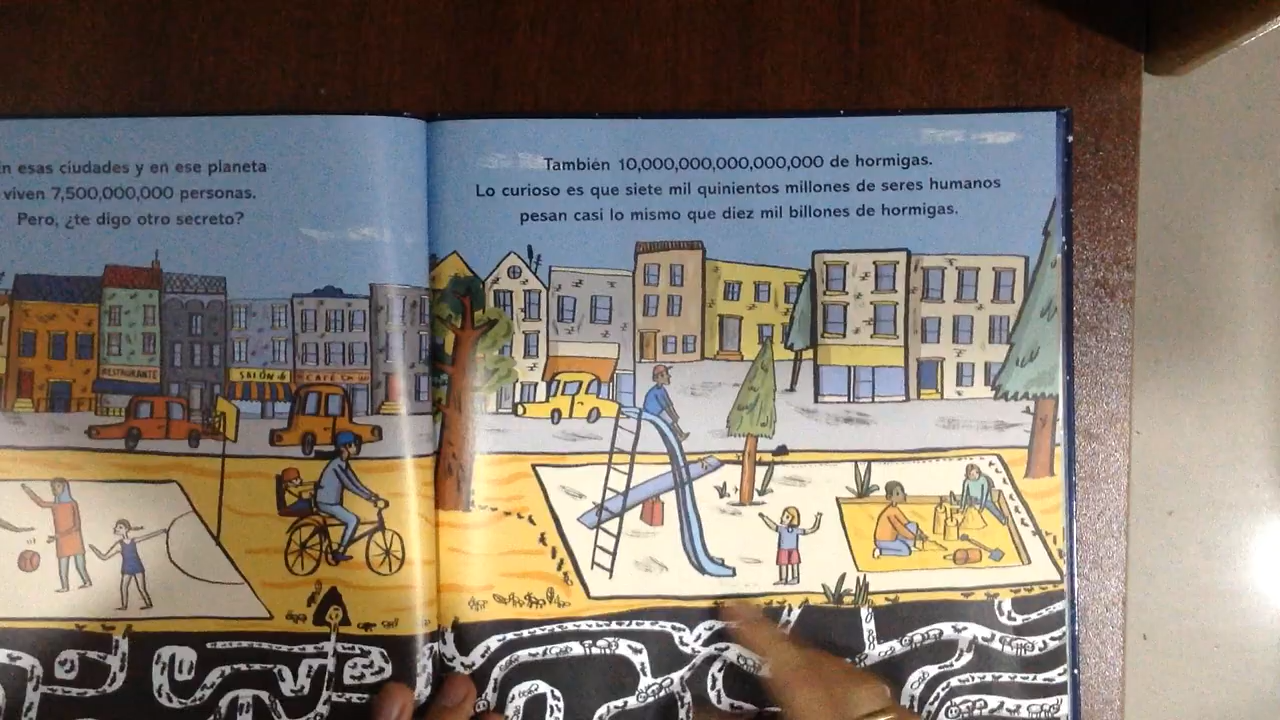 n esas ciudades y en ese planeta
viven 7,500,000,000 personas.
Pero, ¿te digo otro secreto?
También 10,000,000,000,000,000 de hormigas.
Lo curioso es que siete mil quinientos millones de seres humanos
pesan casi lo mismo que diez mil billones de hormigas.
RESTAURANTE
SALÓN
CAFÉ